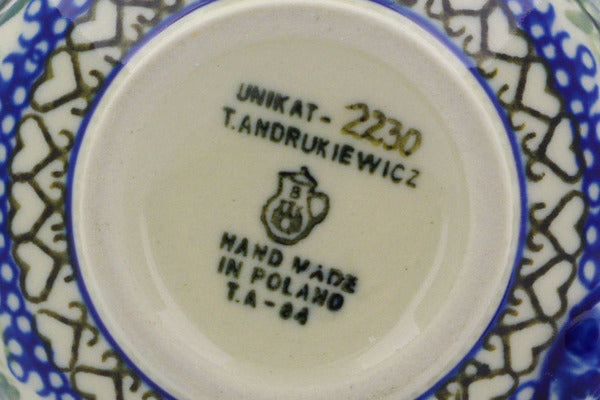 UNIKAT- 2230
T.ANDRUKIEWICZ
B
HAND MADE
IN POLAND
T.A-84